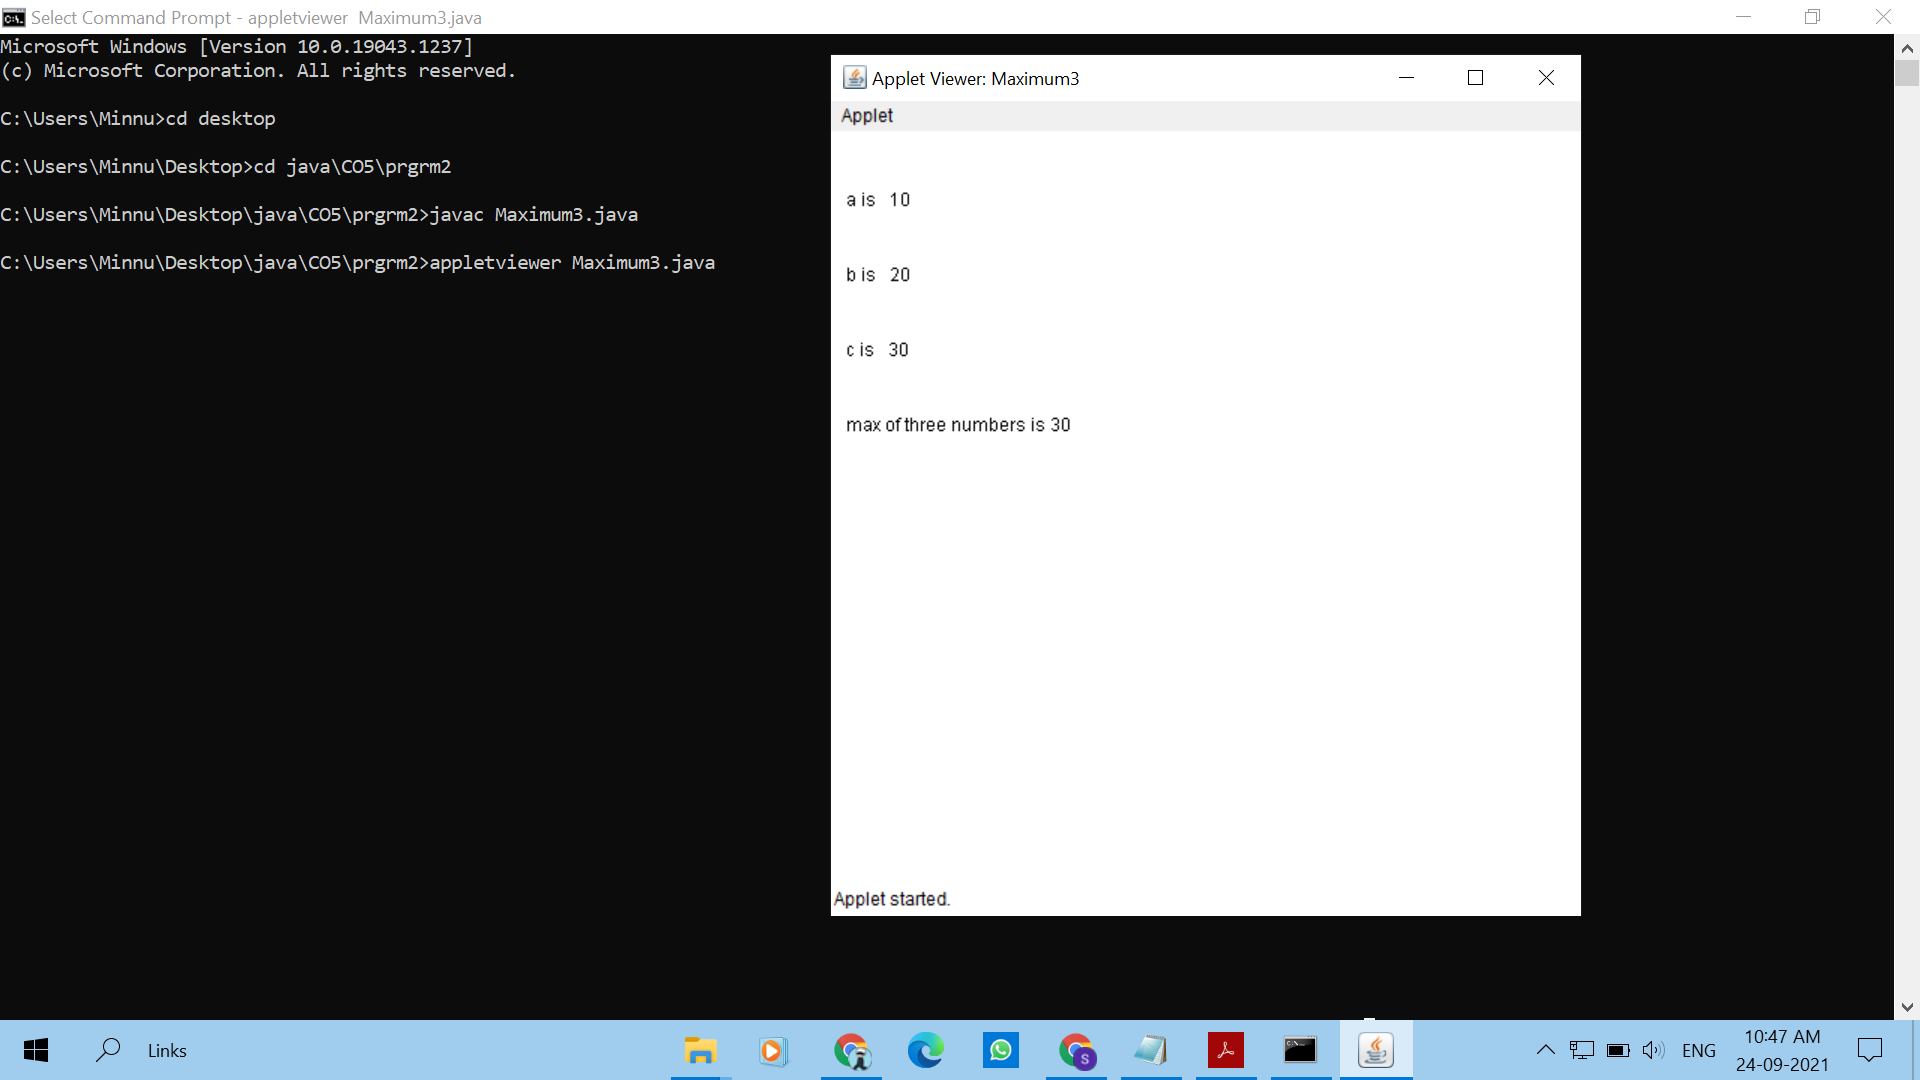 Select Command Prompt - appletviewer  Maximum3.java
Microsoft Windows [Version 10.0.19043.1237]
(c) Microsoft Corporation. All rights reserved.
C:\Users\Minnu>cd desktop
C:\Users\Minnu\Desktop>cd java\CO5\prgrm2
C:\Users\Minnu\Desktop\java\CO5\prgrm2>javac Maximum3.java
C:\Users\Minnu\Desktop\java\CO5\prgrm2>appletviewer Maximum3.java
Applet Viewer: Maximum3
Applet
a is   10
b is   20
c is   30
max of three numbers is 30
Applet started.
Links
S
ENG
10:47 AM
24-09-2021